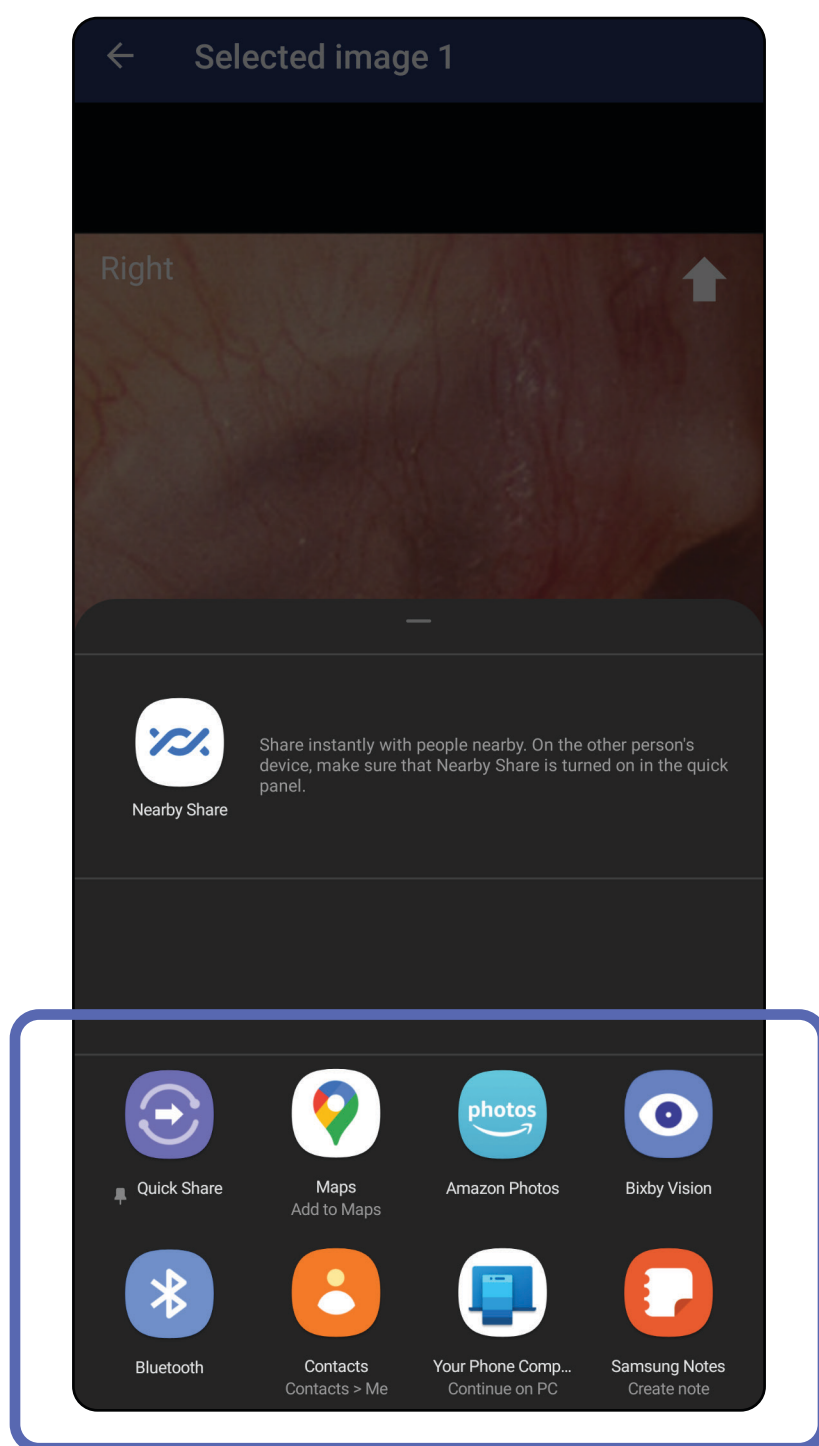 Selected image 1
Right
Share instantly with people nearby. On the other person's
device, make sure that Nearby Share is turned on in the quick
panel.
Nearby Share
photos
Quick Share
Maps
Add to Maps
Amazon Photos
Bixby Vision
Bluetooth
Contacts
Contacts > Me
Your Phone Comp...
Continue on PC
Samsung Notes
Create note